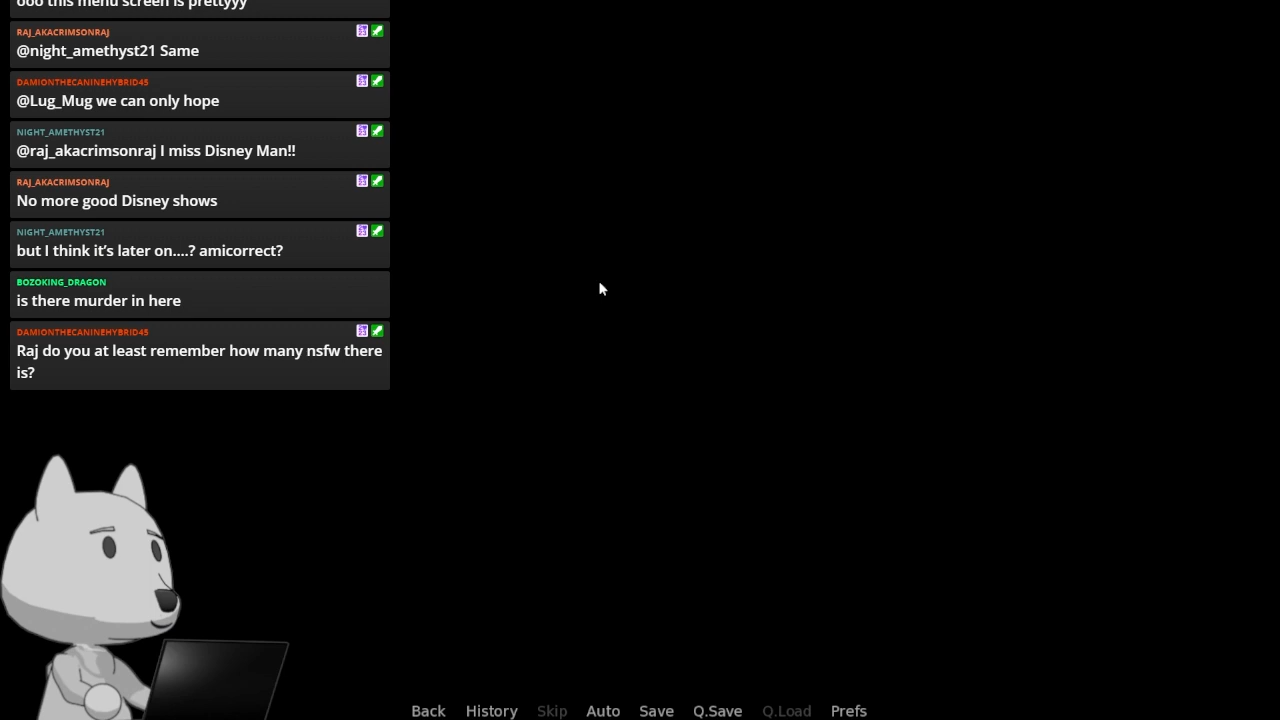 ooo this menu screen is prettyyy
RAJ_AKACRIMSONRAJ
@night_amethyst21 Same
DAMIONTHECANINEHYBRID45
@Lug_Mug we can only hope
NIGHT_AMETHYST21
@raj_akacrimsonraj I miss Disney Man!!
RAJ_AKACRIMSONRAJ
No more good Disney shows
NIGHT_AMETHYST21
but I think it’s later on....? amicorrect?
BOZOKING_DRAGON
is there murder in here
DAMIONTHECANINEHYBRID45
Raj do you at least remember how many nsfw there
is?
Back History Skip Auto Save Q.Save Q.Load Prefs